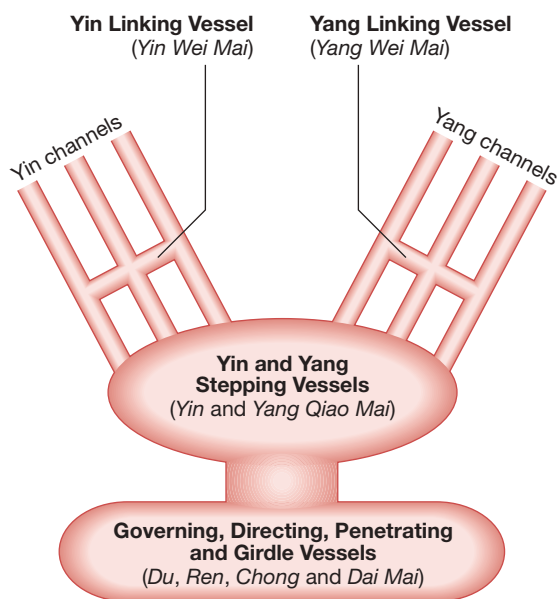 Yin Linking Vessel
(Yin Wei Mai)
Yang Linking Vessel
(Yang Wei Mai)
Yin channels
Yang channels
Yin and Yang
Stepping Vessels
(Yin and Yang Qiao Mai)
Governing, Directing, Penetrating
and Girdle Vessels
(Du, Ren, Chong and Dai Mai)